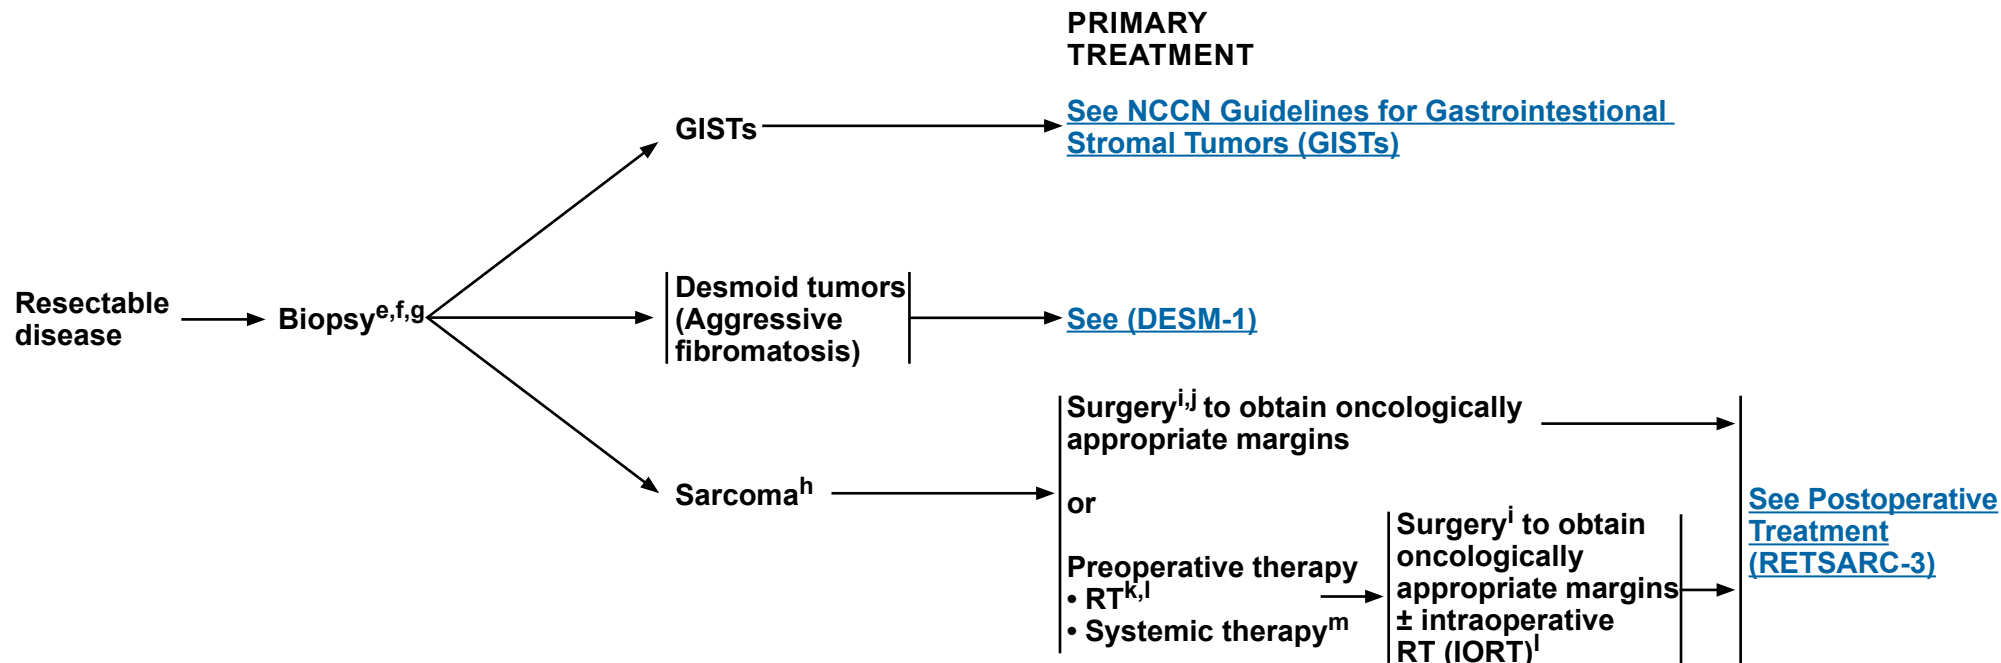 PRIMARY
TREATMENT
GISTs
See NCCN Guidelines for Gastrointestional
Stromal Tumors (GISTs)
Resectable
disease
Biopsye,f,g
Desmoid tumors
(Aggressive
fibromatosis)
See (DESM-1)
Sarcomah
Surgeryi,j to obtain oncologically
appropriate margins
or
Preoperative therapy
• RTk,l
• Systemic therapym
Surgeryi to obtain
oncologically
appropriate margins
± intraoperative
RT (IORT)l
See Postoperative
Treatment
(RETSARC-3)